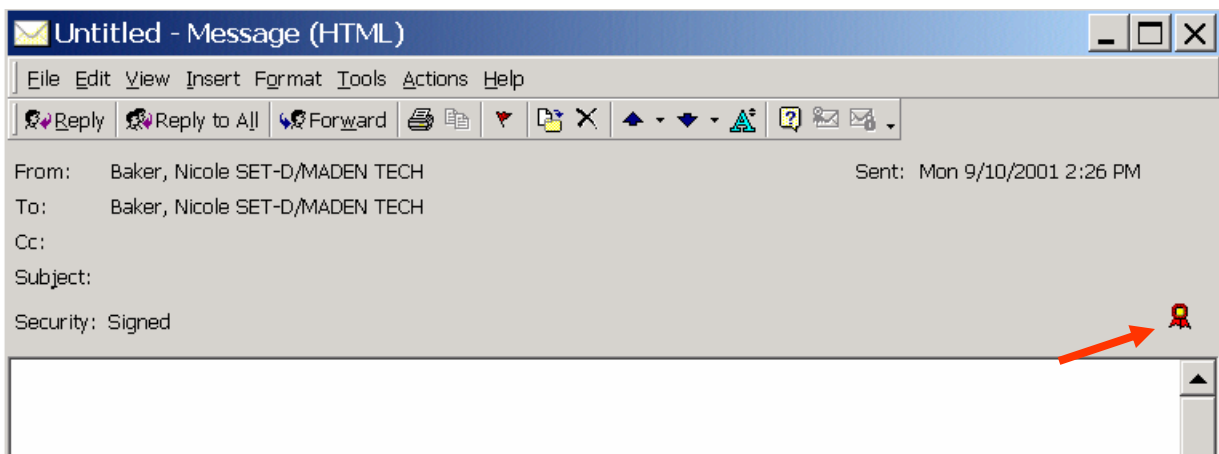 Untitled - Message (HTML)
File Edit View Insert Format Tools Actions Help
Reply Reply to All Forward
From: Baker, Nicole SET-D/MADEN TECH Sent: Mon 9/10/2001 2:26 PM
To: Baker, Nicole SET-D/MADEN TECH
Cc:
Subject:
Security: Signed